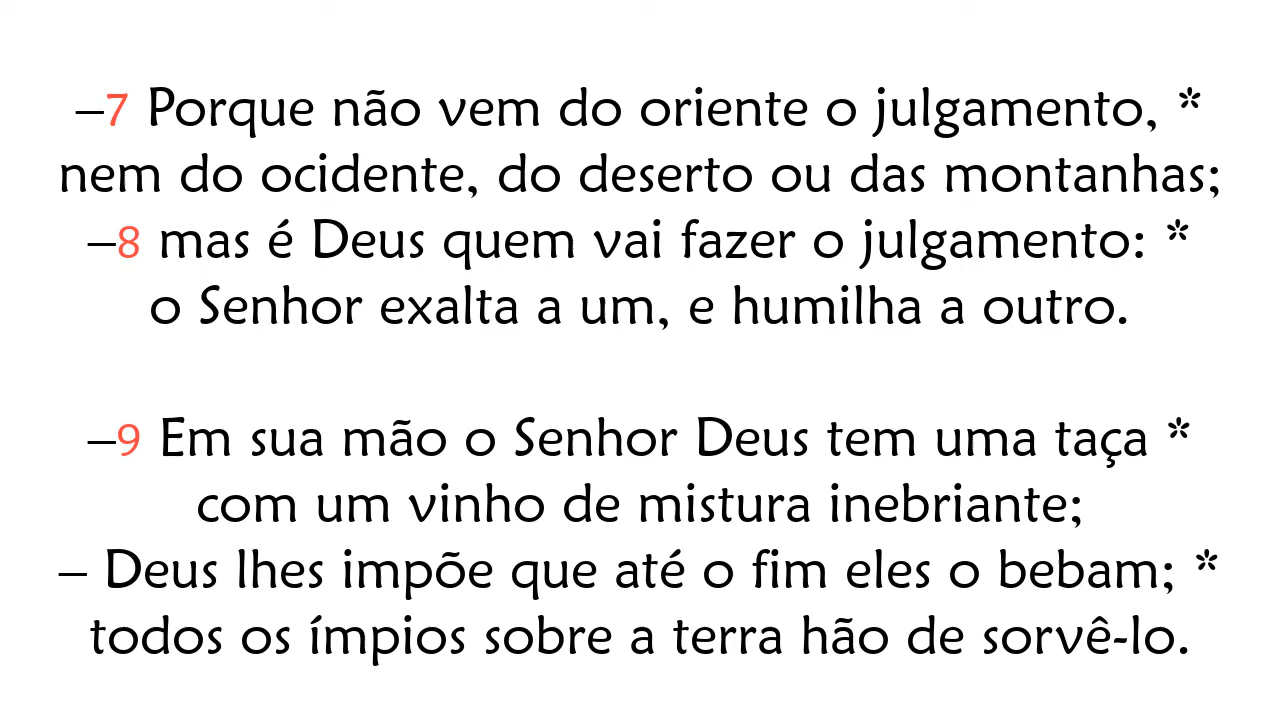 –7 Porque não vem do oriente o julgamento, *
nem do ocidente, do deserto ou das montanhas;
–8 mas é Deus quem vai fazer o julgamento: *
o Senhor exalta a um, e humilha a outro.
–9 Em sua mão o Senhor Deus tem uma taça *
com um vinho de mistura inebriante;
– Deus lhes impõe que até o fim eles o bebam; *
todos os ímpios sobre a terra hão de sorvê-lo.